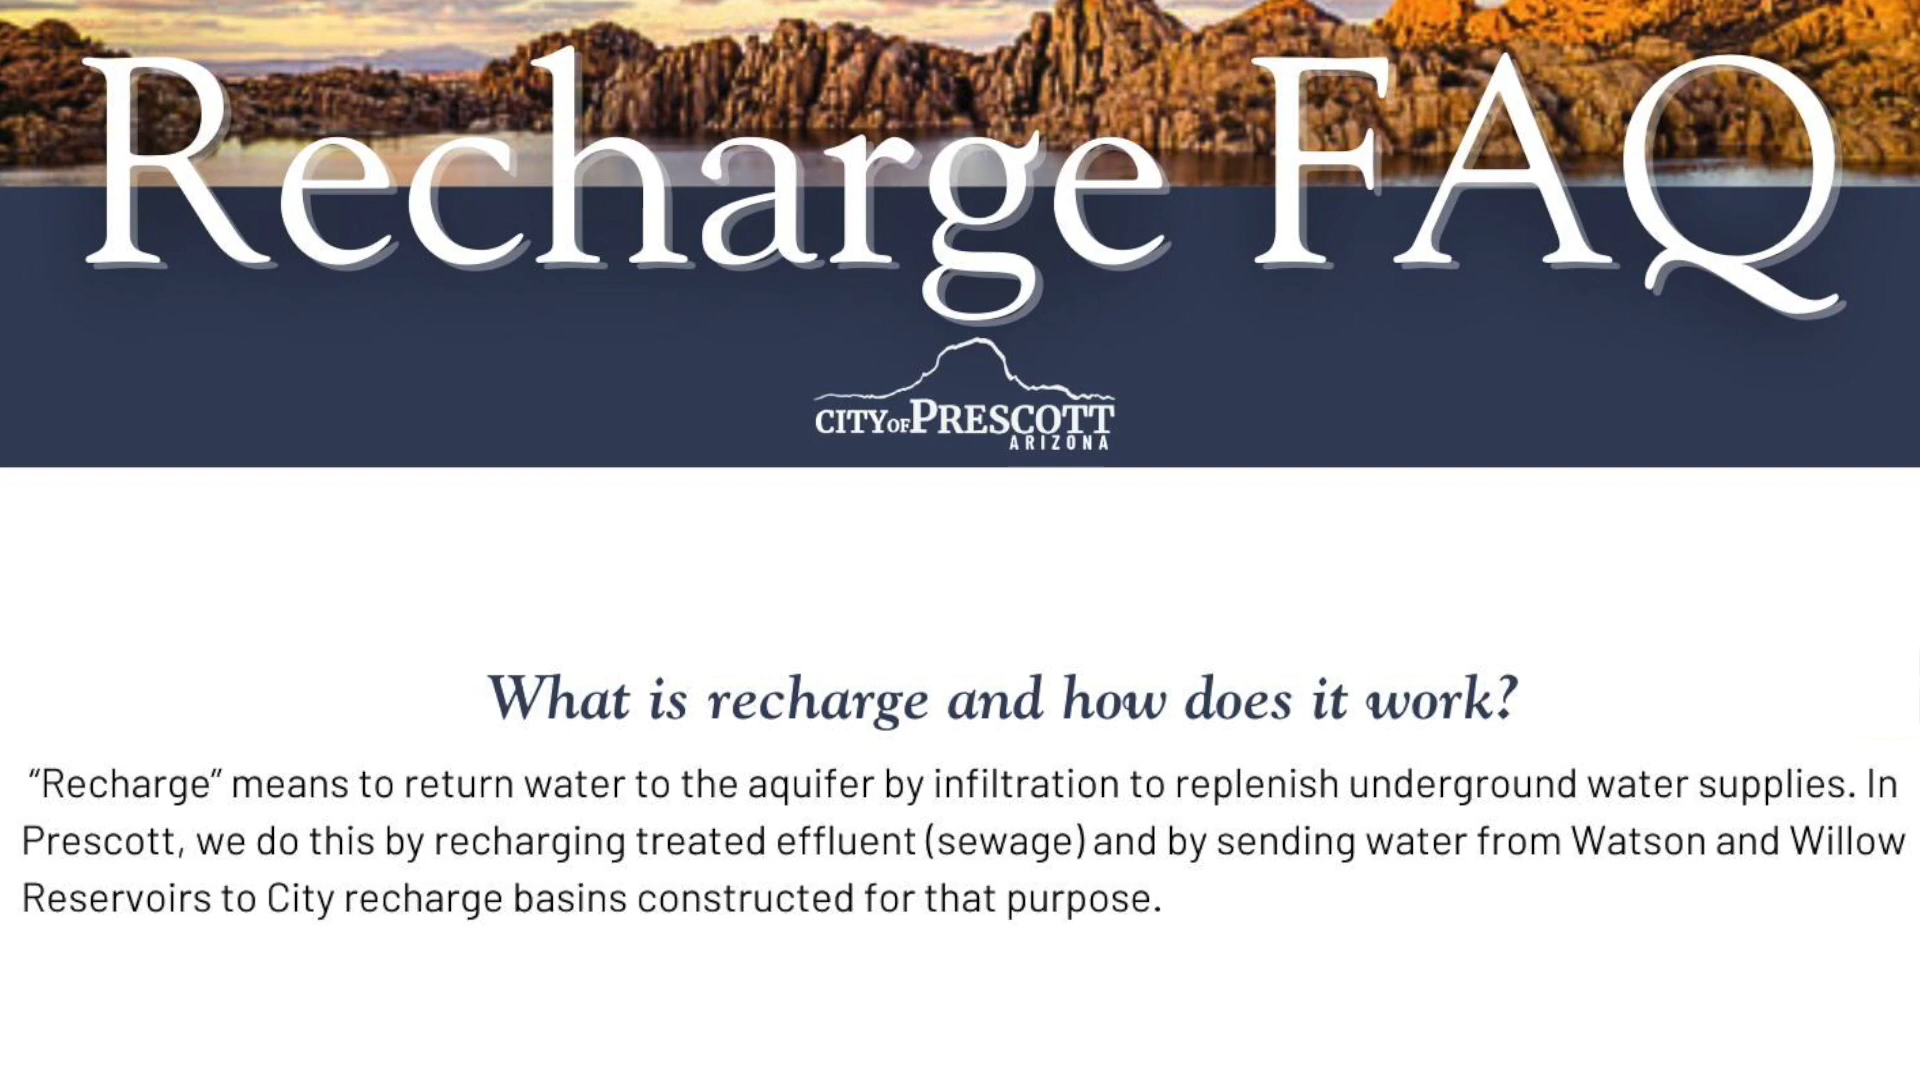 Recharge FAQ
CITY OF PRESCOTT
ARIZONA
What is recharge and how does it work?
“Recharge” means to return water to the aquifer by infiltration to replenish underground water supplies. In
Prescott, we do this by recharging treated effluent (sewage) and by sending water from Watson and Willow
Reservoirs to City recharge basins constructed for that purpose.